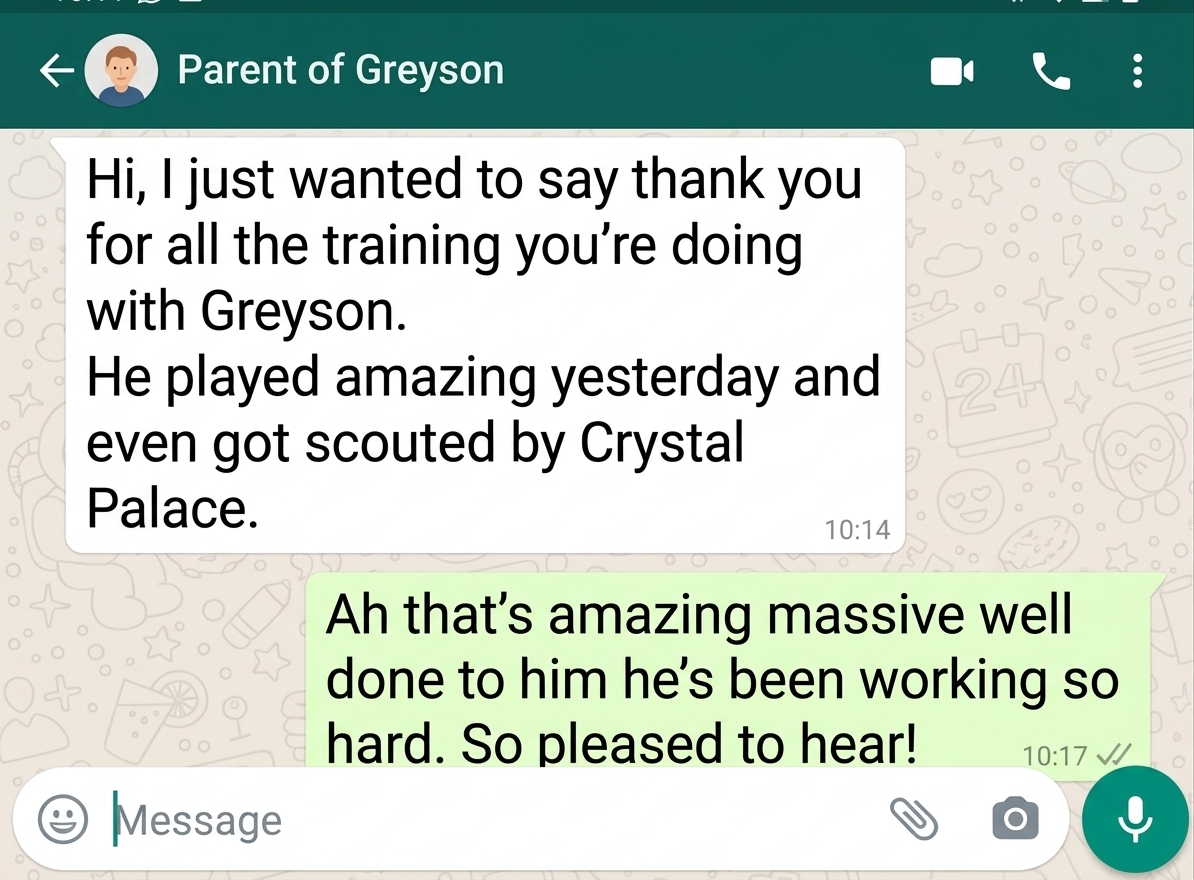 Parent of Greyson
Hi, I just wanted to say thank you
for all the training you’re doing
with Greyson.
He played amazing yesterday and
even got scouted by Crystal
Palace.
10:14
24
Ah that’s amazing massive well
done to him he’s been working so
hard. So pleased to hear!
10:17
Message